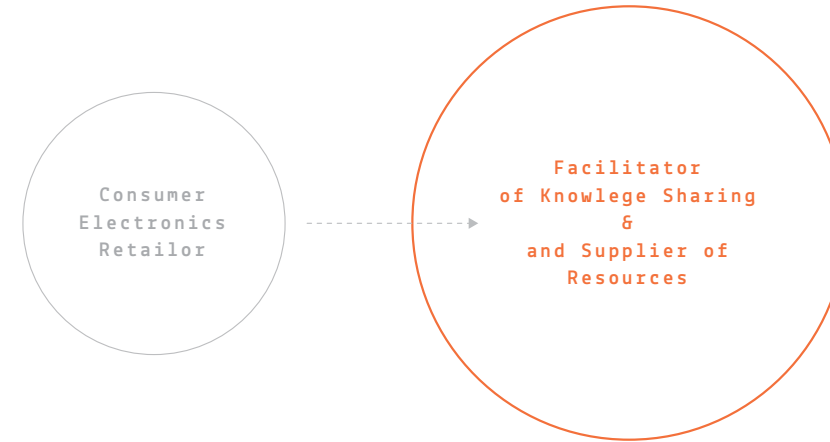 Consumer
Electronics
Retailor
Facilitator
of Knowlege Sharing
&
and Supplier of
Resources